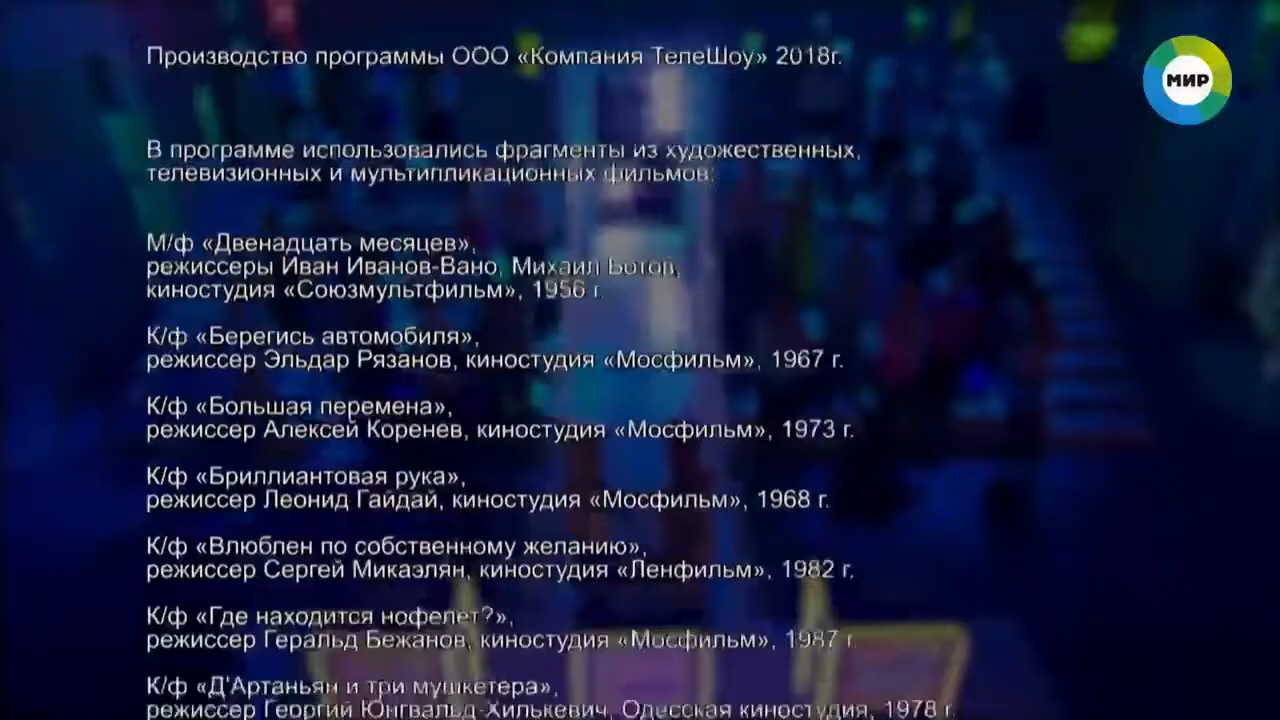 Производство программы ООО «Компания ТелеШоу» 2018г.
МИР
В программе использовались фрагменты из художественных,
телевизионных и мультипликационных фильмов:
М/ф «Двенадцать месяцев»,
режиссеры Иван Иванов-Вано, Михаил Ботов,
киностудия «Союзмультфильм», 1956 г.
К/ф «Берегись автомобиля»,
режиссер Эльдар Рязанов, киностудия «Мосфильм», 1967 г.
К/ф «Большая перемена»,
режиссер Алексей Коренев, киностудия «Мосфильм», 1973 г.
К/ф «Бриллиантовая рука»,
режиссер Леонид Гайдай, киностудия «Мосфильм», 1968 г.
К/ф «Влюблен по собственному желанию»,
режиссер Сергей Микаэлян, киностудия «Ленфильм», 1982 г.
К/ф «Где находится нофелет?»,
режиссер Геральд Бежанов, киностудия «Мосфильм», 1987 г.
К/ф «Д'Артаньян и три мушкетера»,
режиссер Георгий Юнгвальд-Хилькевич, Одесская киностудия, 1978 г.